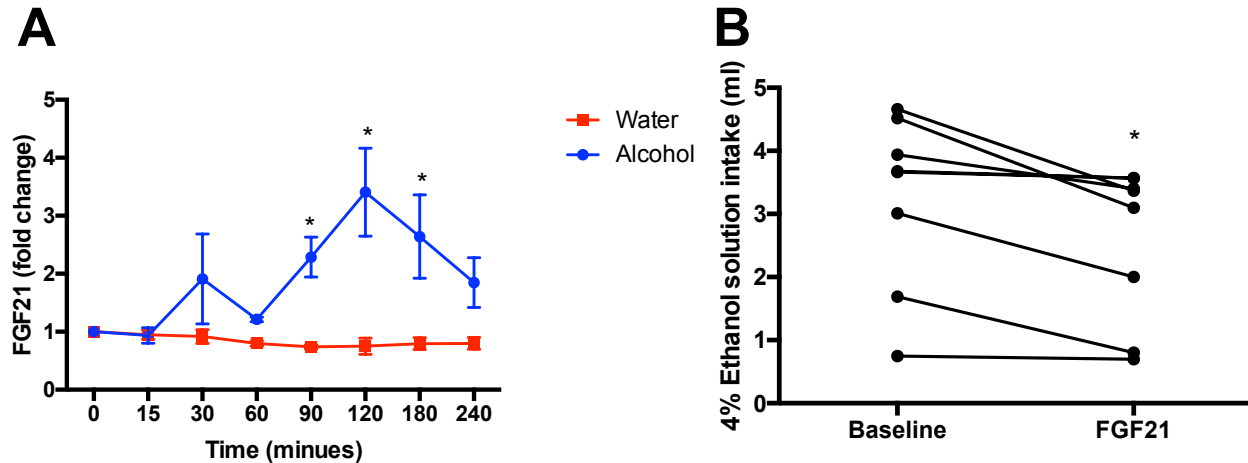 A
FGF21 (fold change)
5
4
3
2
1
0
0 15 30 60 90 120 180 240
Time (minues)
* * *
Water
Alcohol
B
4% Ethanol solution intake (ml)
5
4
3
2
1
0
*
Baseline FGF21